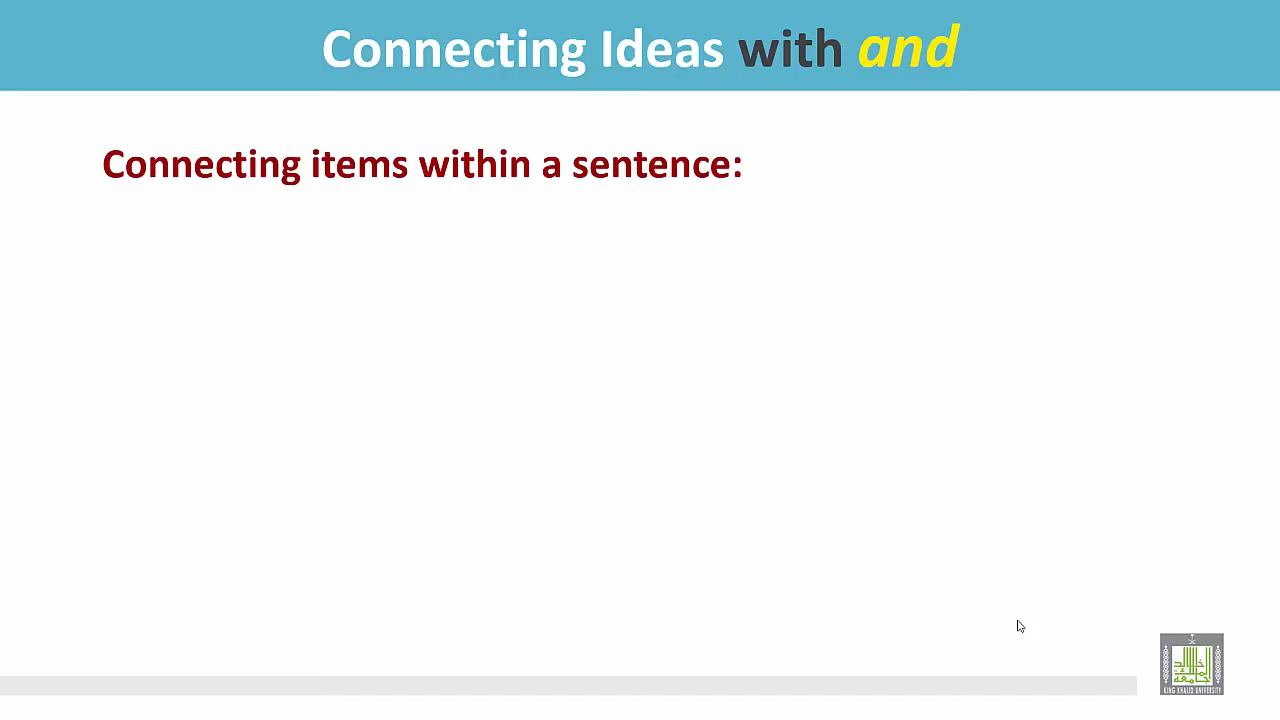 Connecting Ideas with and
Connecting items within a sentence:
KING KHALID UNIVERSITY